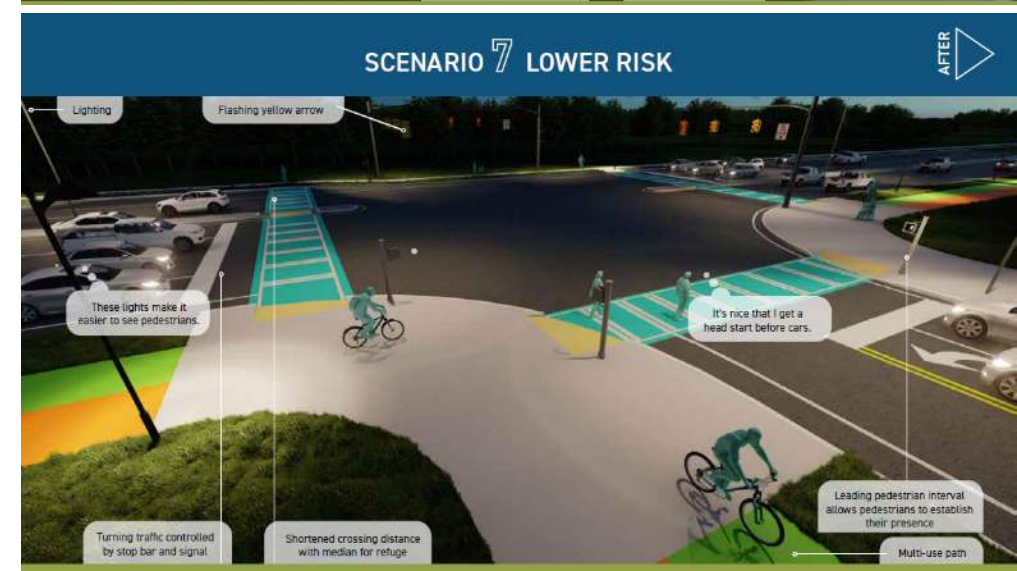 SCENARIO 7 LOWER RISK
AFTER
Lighting
Flashing yellow arrow
These lights make it
easier to see pedestrians.
It's nice that I get a
head start before cars.
Turning traffic controlled
by stop bar and signal
Shortened crossing distance
with median for refuge
Leading pedestrian interval
allows pedestrians to establish
their presence
Multi-use path